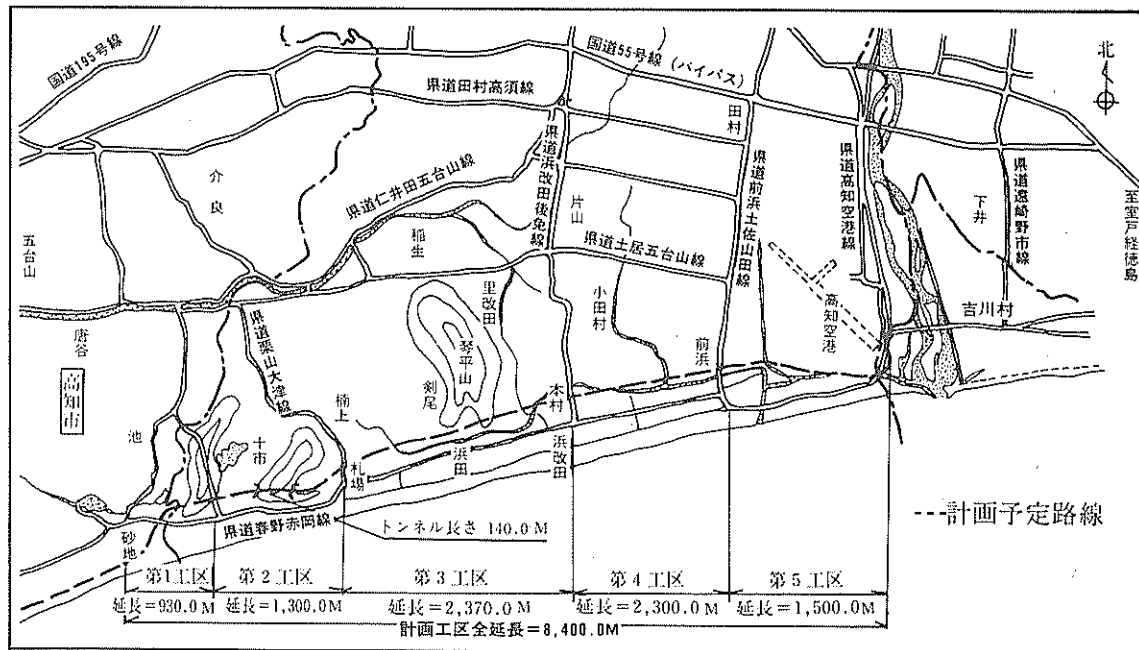 国道195号線
国道55号線（バイパス）
北
県道田村高須線
田村
介良
県道仁井田五台山線
県道浜改田後免線
県道前浜土佐山田線
県道高知空港線
県道遠崎野市線
下井
至室戸経徳島
五台山
稲生
片山
県道土居五台山線
里改田
小田村
高知空港
吉川村
唐谷
高知市
県道栗山大津線
琴平山
剣尾
前浜
楠上
本村
池
十市
札場
浜田
浜改田
県道春野赤岡線
トンネル長さ 140.0M
砂地
---計画予定路線
第1工区 第2工区 第3工区 第4工区 第5工区
延長=930.0M 延長=1,300.0M 延長=2,370.0M 延長=2,300.0M 延長=1,500.0M
計画工区全延長=8,400.0M